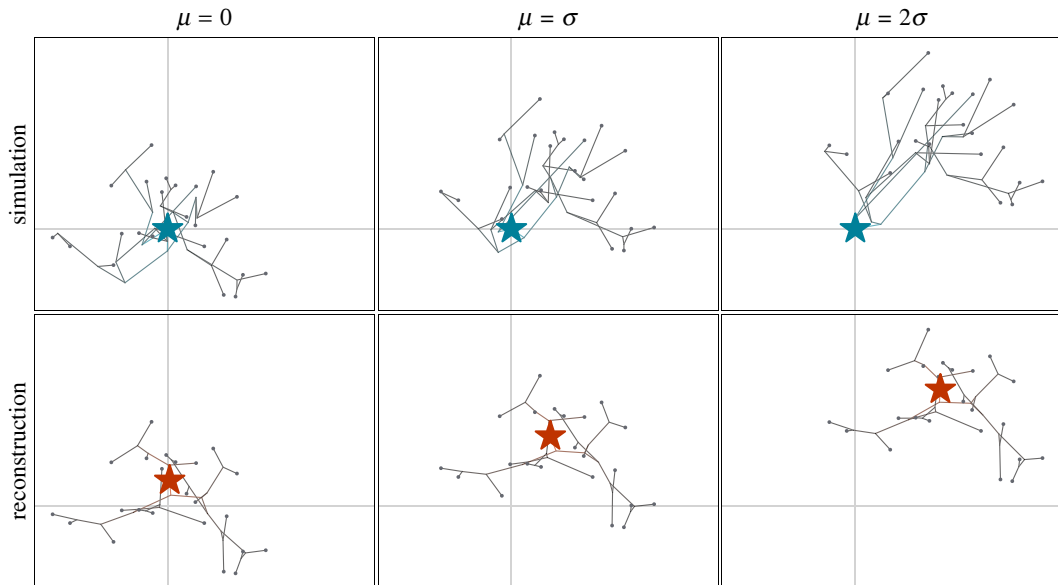 μ = 0
μ = σ
μ = 2σ
simulation
reconstruction